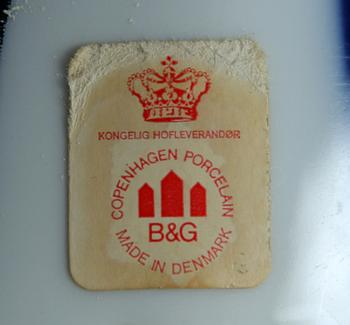 KONGELIG HOFLEVERANDØR
COPENHAGEN PORCELAIN
B&G
MADE IN DENMARK